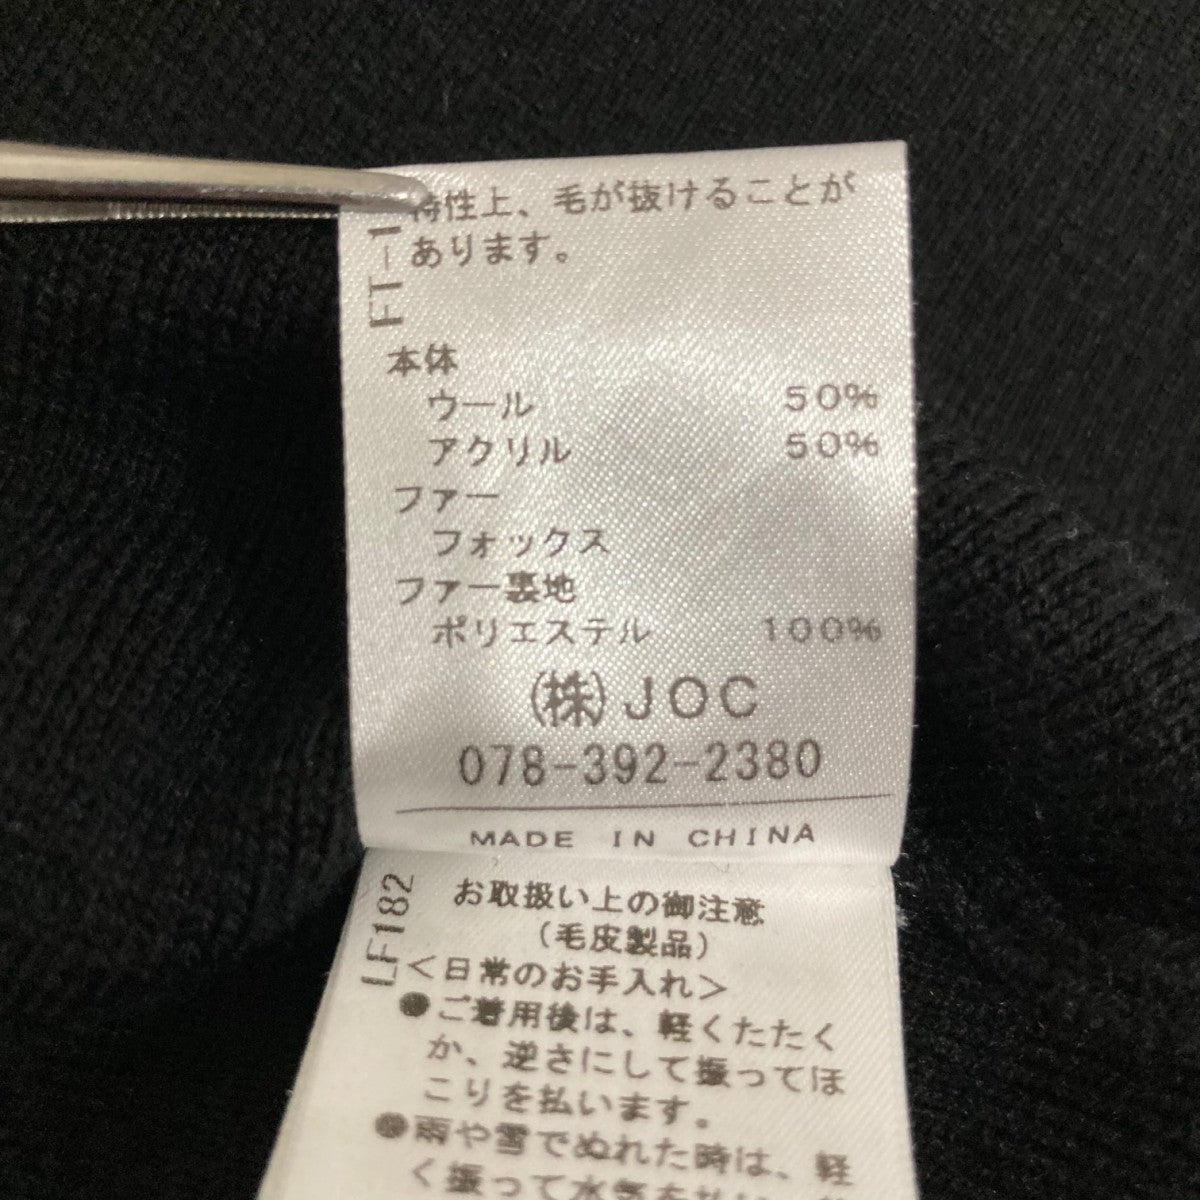 特性上、毛が抜けることが
あります。
FT-1
本体
ウール 50%
アクリル 50%
ファー
フォックス
ファー裏地
ポリエステル 100%
(株)JOC
078-392-2380
MADE IN CHINA
LF182
お取扱い上の御注意
(毛皮製品)
<日常のお手入れ>
●ご着用後は、軽くたたく
か、逆さにして振ってほ
こりを払います。
●雨や雪でぬれた時は、軽
く振って水気を払い